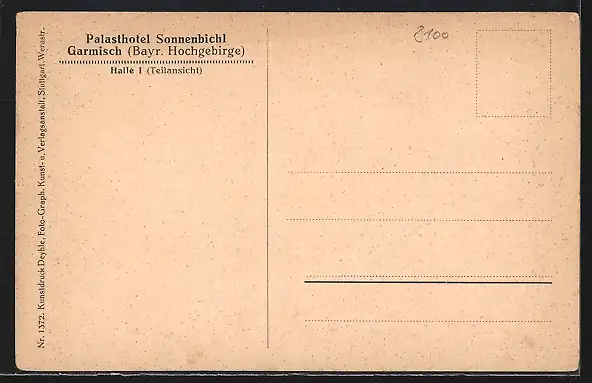 Palasthotel Sonnenbichl
Garmisch (Bayr. Hochgebirge)
Halle I (Teilansicht)
8100
Nr. 1372. Kunstdruck Deyhle, Foto-Graph. Kunst- u. Verlagsanstalt, Stuttgart, Werastr.